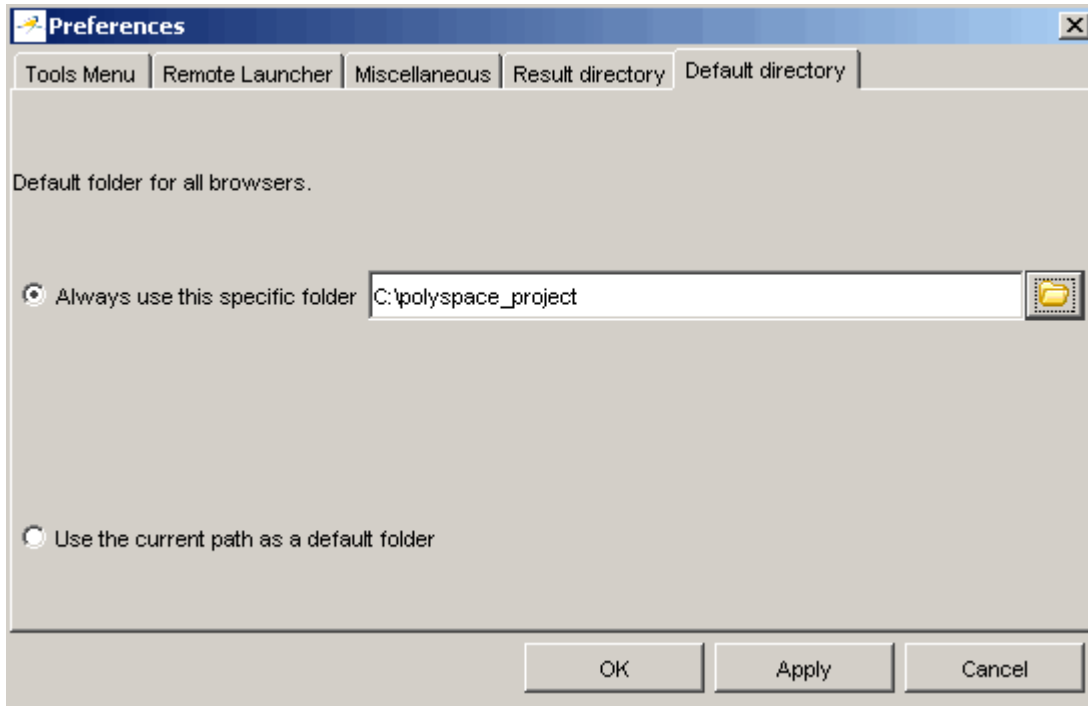 Preferences
Tools Menu Remote Launcher Miscellaneous Result directory Default directory
Default folder for all browsers.
Always use this specific folder C:\polyspace_project
Use the current path as a default folder
OK Apply Cancel